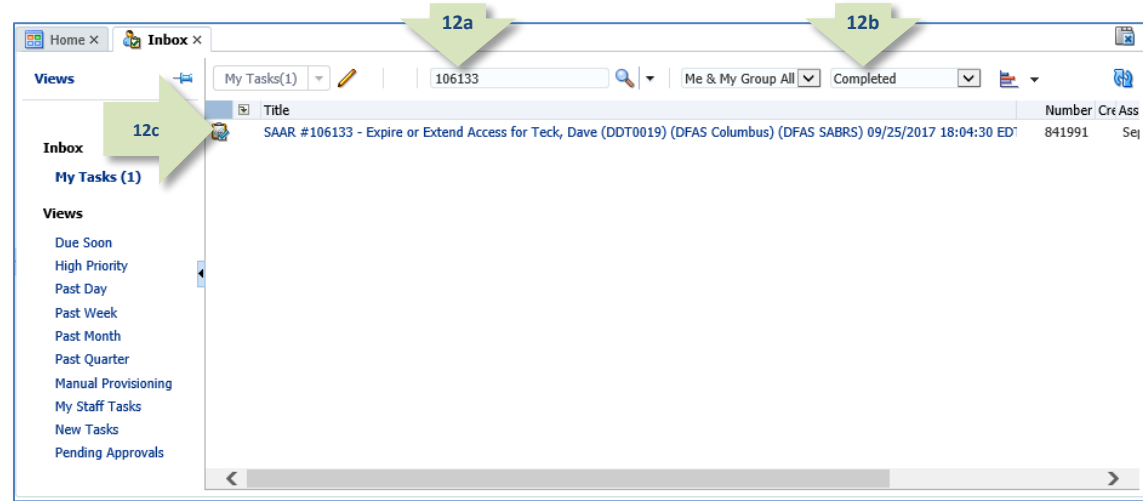 12a
12b
Home ×
Inbox ×
Views
My Tasks(1)
106133
Me & My Group All
Completed
Title
Number
Cre
Ass
12c
SAAR #106133 - Expire or Extend Access for Teck, Dave (DDT0019) (DFAS Columbus) (DFAS SABRS) 09/25/2017 18:04:30 EDT
841991
Sep
Inbox
My Tasks (1)
Views
Due Soon
High Priority
Past Day
Past Week
Past Month
Past Quarter
Manual Provisioning
My Staff Tasks
New Tasks
Pending Approvals